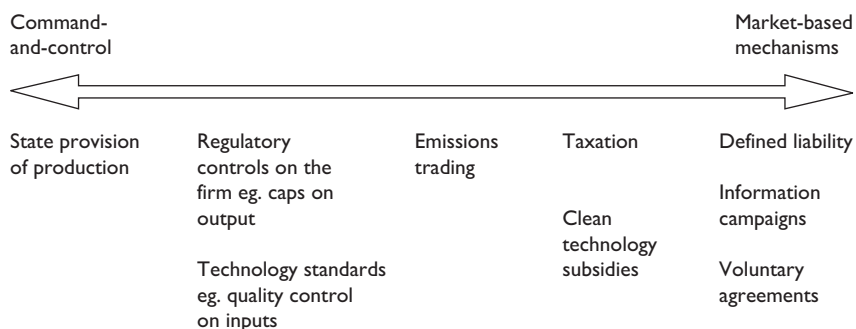 Command-
and-control
Market-based
mechanisms
State provision
of production
Regulatory
controls on the
firm eg. caps on
output
Technology standards
eg. quality control
on inputs
Emissions
trading
Taxation
Clean
technology
subsidies
Defined liability
Information
campaigns
Voluntary
agreements